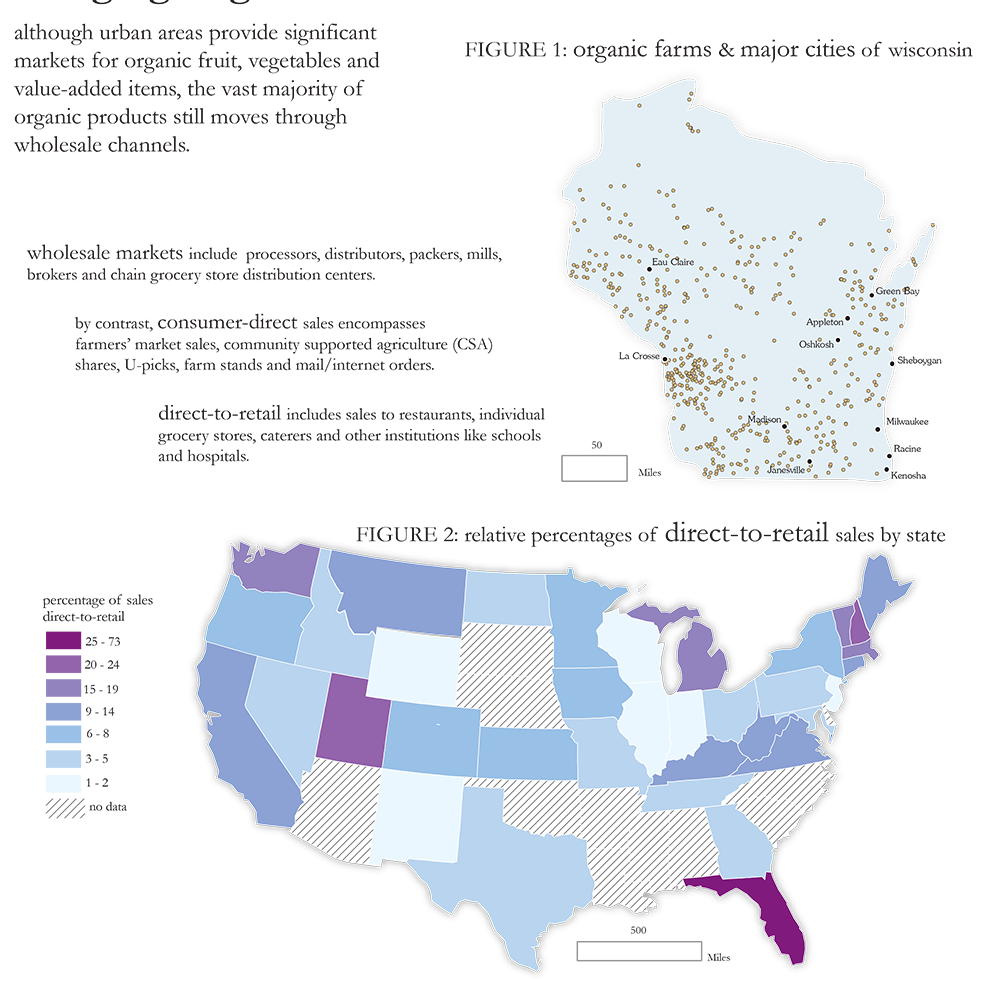 although urban areas provide significant
markets for organic fruit, vegetables and
value-added items, the vast majority of
organic products still moves through
wholesale channels.
wholesale markets include processors, distributors, packers, mills,
brokers and chain grocery store distribution centers.
by contrast, consumer-direct sales encompasses
farmers' market sales, community supported agriculture (CSA)
shares, U-picks, farm stands and mail/internet orders.
direct-to-retail includes sales to restaurants, individual
grocery stores, caterers and other institutions like schools
and hospitals.
FIGURE 1: organic farms & major cities of wisconsin
Eau Claire
Green Bay
Appleton
Oshkosh
La Crosse
Sheboygan
Madison
Milwaukee
Racine
Janesville
Kenosha
50
Miles
FIGURE 2: relative percentages of direct-to-retail sales by state
percentage of sales
direct-to-retail
25 - 73
20 - 24
15 - 19
9 - 14
6 - 8
3 - 5
1 - 2
no data
500
Miles